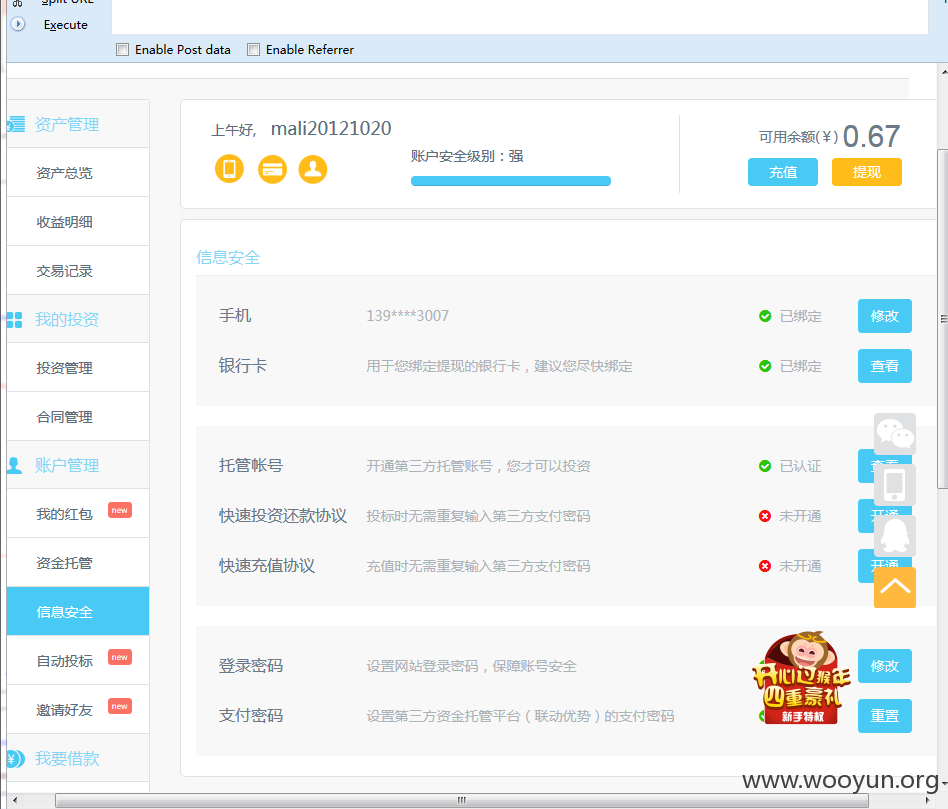 Split URL
Execute
Enable Post data
Enable Referrer
资产管理
资产总览
收益明细
交易记录
我的投资
投资管理
合同管理
账户管理
我的红包 new
资金托管
信息安全
自动投标 new
邀请好友 new
我要借款
上午好, mali20121020
账户安全级别：强
可用余额(¥) 0.67
充值 提现
信息安全
手机 139****3007 已绑定 修改
银行卡 用于您绑定提现的银行卡，建议您尽快绑定 已绑定 查看
托管帐号 开通第三方托管账号，您才可以投资 已认证 查看
快速投资还款协议 投标时无需重复输入第三方支付密码 未开通 开通
快速充值协议 充值时无需重复输入第三方支付密码 未开通 开通
登录密码 设置网站登录密码，保障账号安全 修改
支付密码 设置第三方资金托管平台（联动优势）的支付密码 重置
开心过猴年
四重豪礼
新手特权
www.wooyun.org